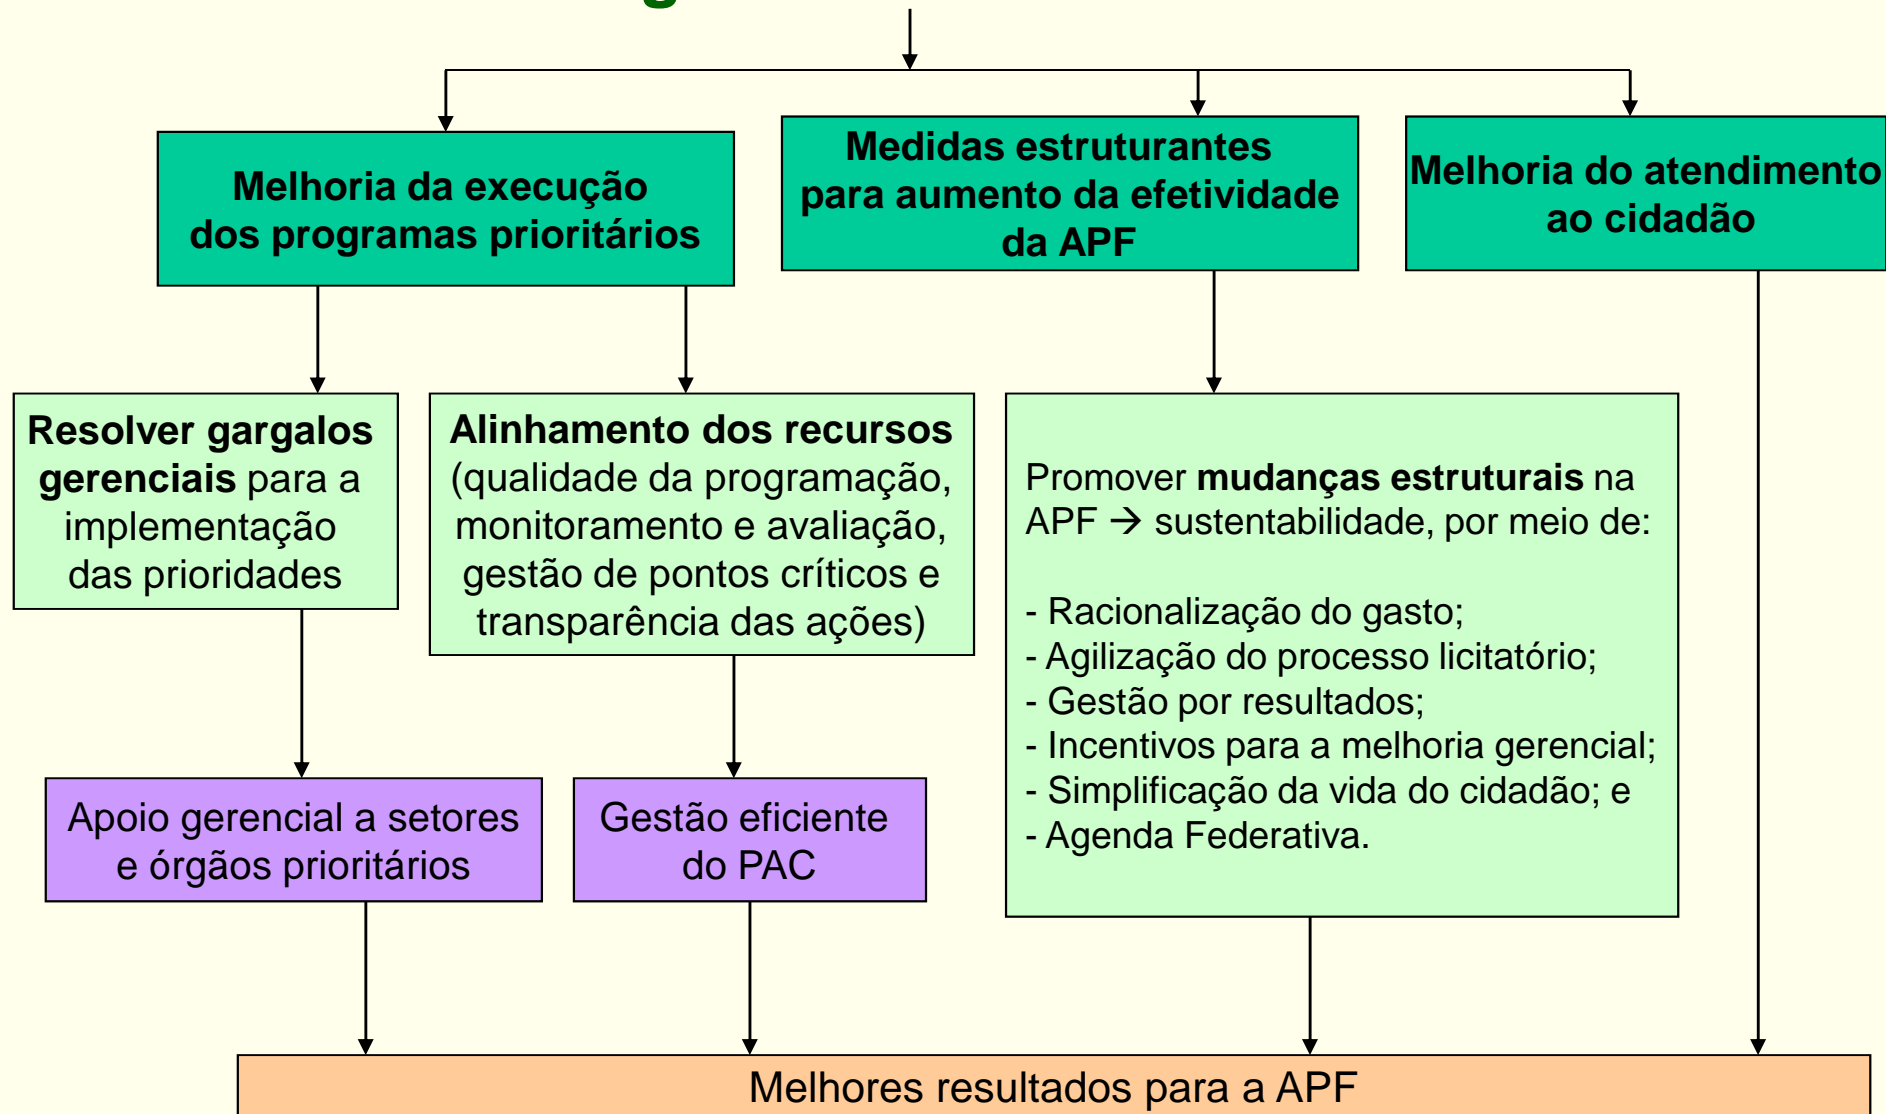 Melhoria da execução
dos programas prioritários
Medidas estruturantes
para aumento da efetividade
da APF
Melhoria do atendimento
ao cidadão
Resolver gargalos
gerenciais para a
implementação
das prioridades
Alinhamento dos recursos
(qualidade da programação,
monitoramento e avaliação,
gestão de pontos críticos e
transparência das ações)
Promover mudanças estruturais na
APF → sustentabilidade, por meio de:
- Racionalização do gasto;
- Agilização do processo licitatório;
- Gestão por resultados;
- Incentivos para a melhoria gerencial;
- Simplificação da vida do cidadão; e
- Agenda Federativa.
Apoio gerencial a setores
e órgãos prioritários
Gestão eficiente
do PAC
Melhores resultados para a APF